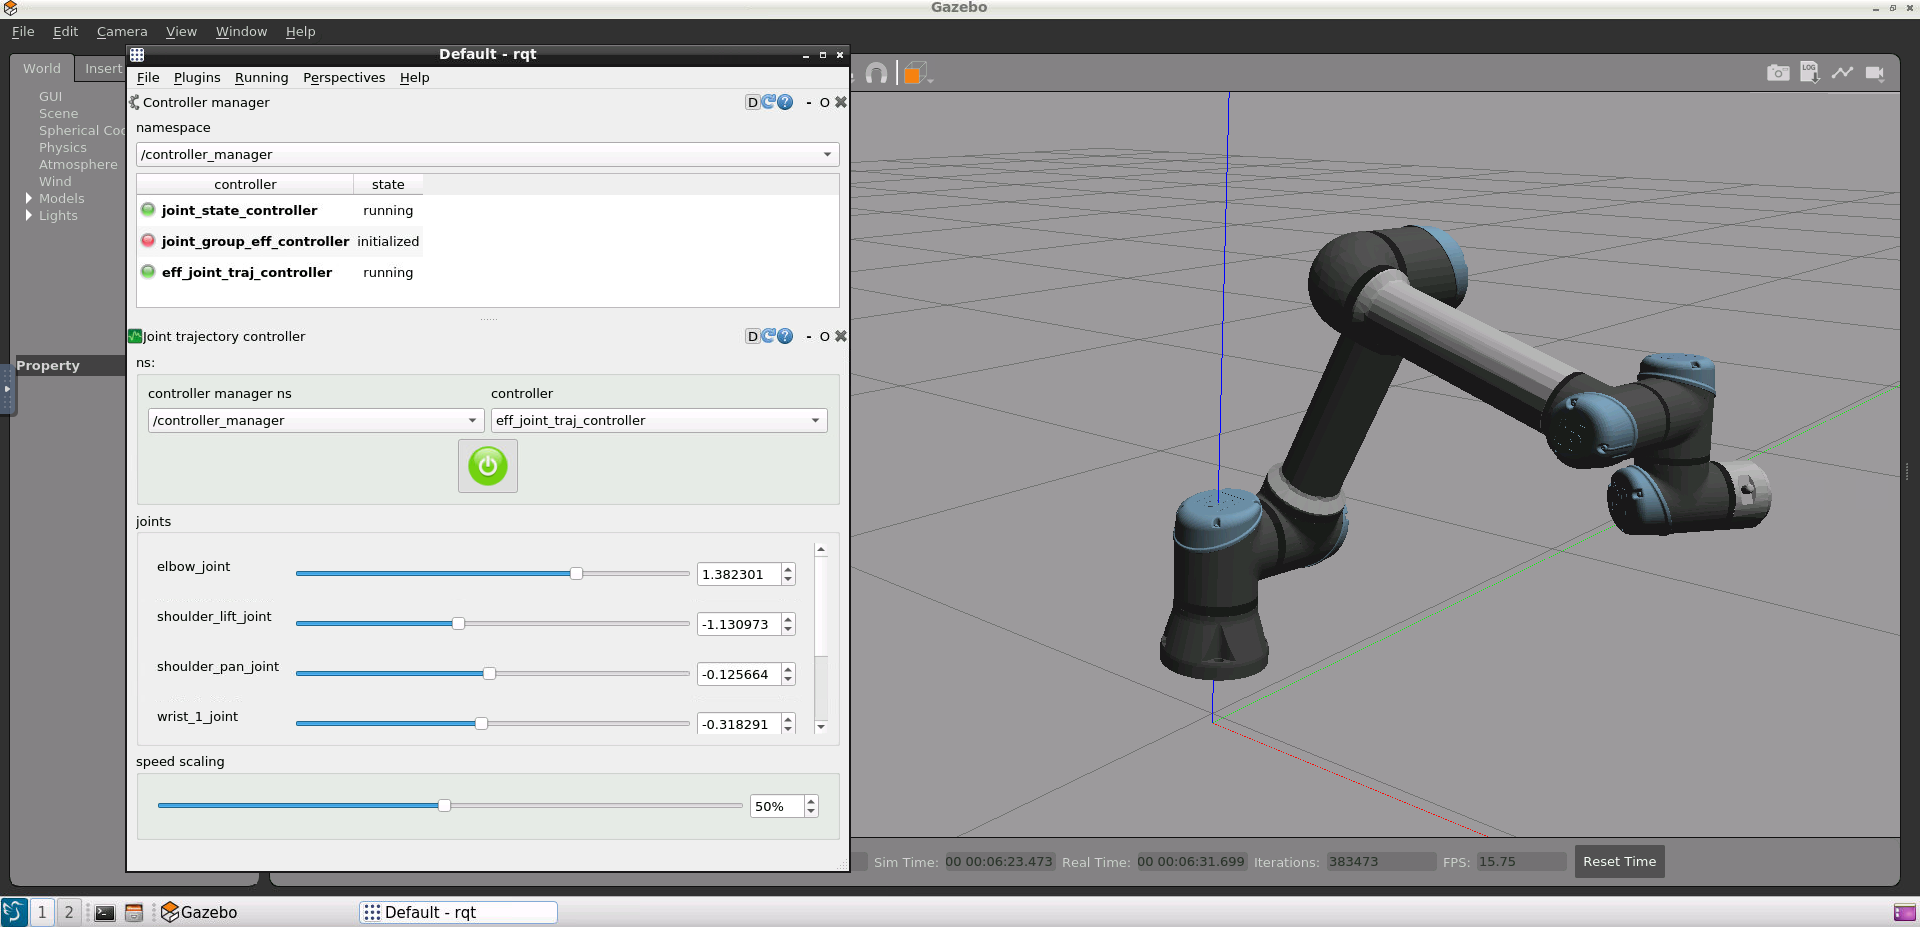 Gazebo
File Edit Camera View Window Help
World Insert
GUI
Scene
Spherical Coo
Physics
Atmosphere
Wind
Models
Lights
Property
Default - rqt
File Plugins Running Perspectives Help
Controller manager D ? - O
namespace
/controller_manager
controller state
joint_state_controller running
joint_group_eff_controller initialized
eff_joint_traj_controller running
Joint trajectory controller D ? - O
ns:
controller manager ns controller
/controller_manager eff_joint_traj_controller
joints
elbow_joint 1.382301
shoulder_lift_joint -1.130973
shoulder_pan_joint -0.125664
wrist_1_joint -0.318291
speed scaling
50%
LOG
Sim Time: 00 00:06:23.473 Real Time: 00 00:06:31.699 Iterations: 383473 FPS: 15.75 Reset Time
1 2 Gazebo Default - rqt